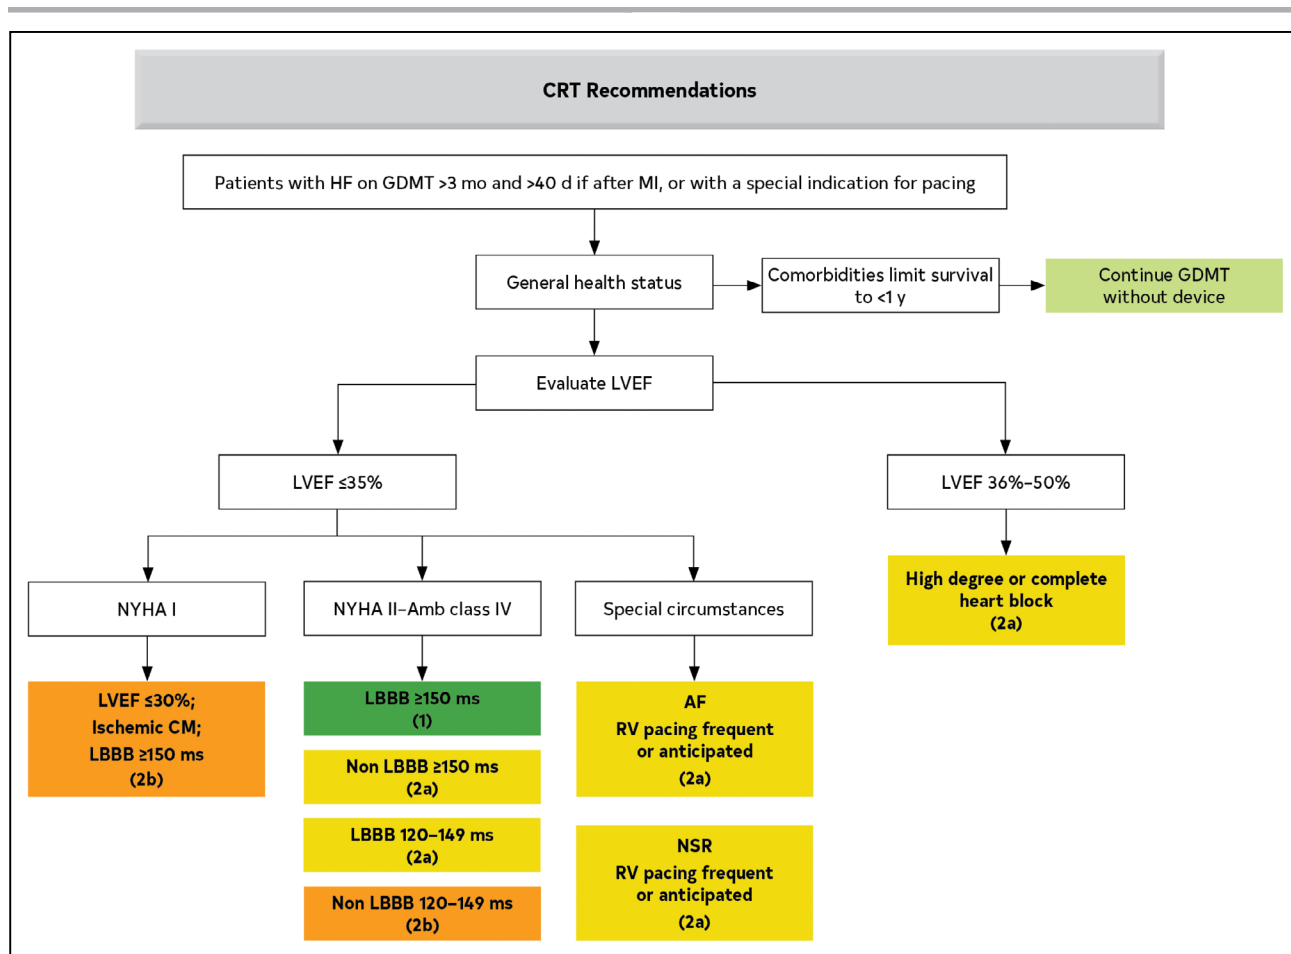 CRT Recommendations
Patients with HF on GDMT >3 mo and >40 d if after MI, or with a special indication for pacing
General health status
Comorbidities limit survival
to <1 y
Continue GDMT
without device
Evaluate LVEF
LVEF ≤35%
LVEF 36%–50%
NYHA I
NYHA II–Amb class IV
Special circumstances
High degree or complete
heart block
(2a)
LVEF ≤30%;
Ischemic CM;
LBBB ≥150 ms
(2b)
LBBB ≥150 ms
(1)
Non LBBB ≥150 ms
(2a)
LBBB 120–149 ms
(2a)
Non LBBB 120–149 ms
(2b)
AF
RV pacing frequent
or anticipated
(2a)
NSR
RV pacing frequent
or anticipated
(2a)